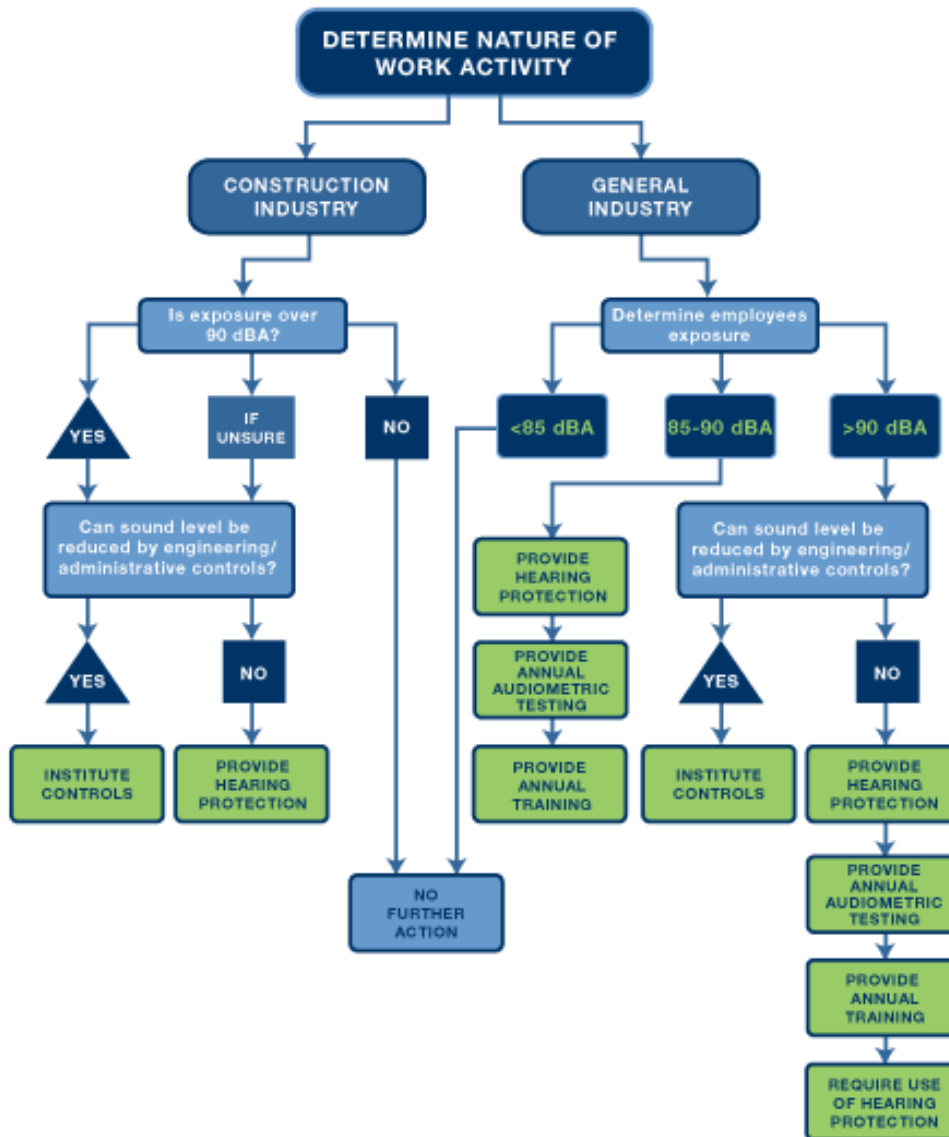 DETERMINE NATURE OF
WORK ACTIVITY
CONSTRUCTION
INDUSTRY
GENERAL
INDUSTRY
Is exposure over
90 dBA?
Determine employees
exposure
YES
IF
UNSURE
NO
<85 dBA
85-90 dBA
>90 dBA
Can sound level be
reduced by engineering/
administrative controls?
PROVIDE
HEARING
PROTECTION
Can sound level be
reduced by engineering/
administrative controls?
YES
NO
PROVIDE
ANNUAL
AUDIOMETRIC
TESTING
YES
NO
INSTITUTE
CONTROLS
PROVIDE
HEARING
PROTECTION
PROVIDE
ANNUAL
TRAINING
INSTITUTE
CONTROLS
PROVIDE
HEARING
PROTECTION
NO
FURTHER
ACTION
PROVIDE
ANNUAL
AUDIOMETRIC
TESTING
PROVIDE
ANNUAL
TRAINING
REQUIRE USE
OF HEARING
PROTECTION